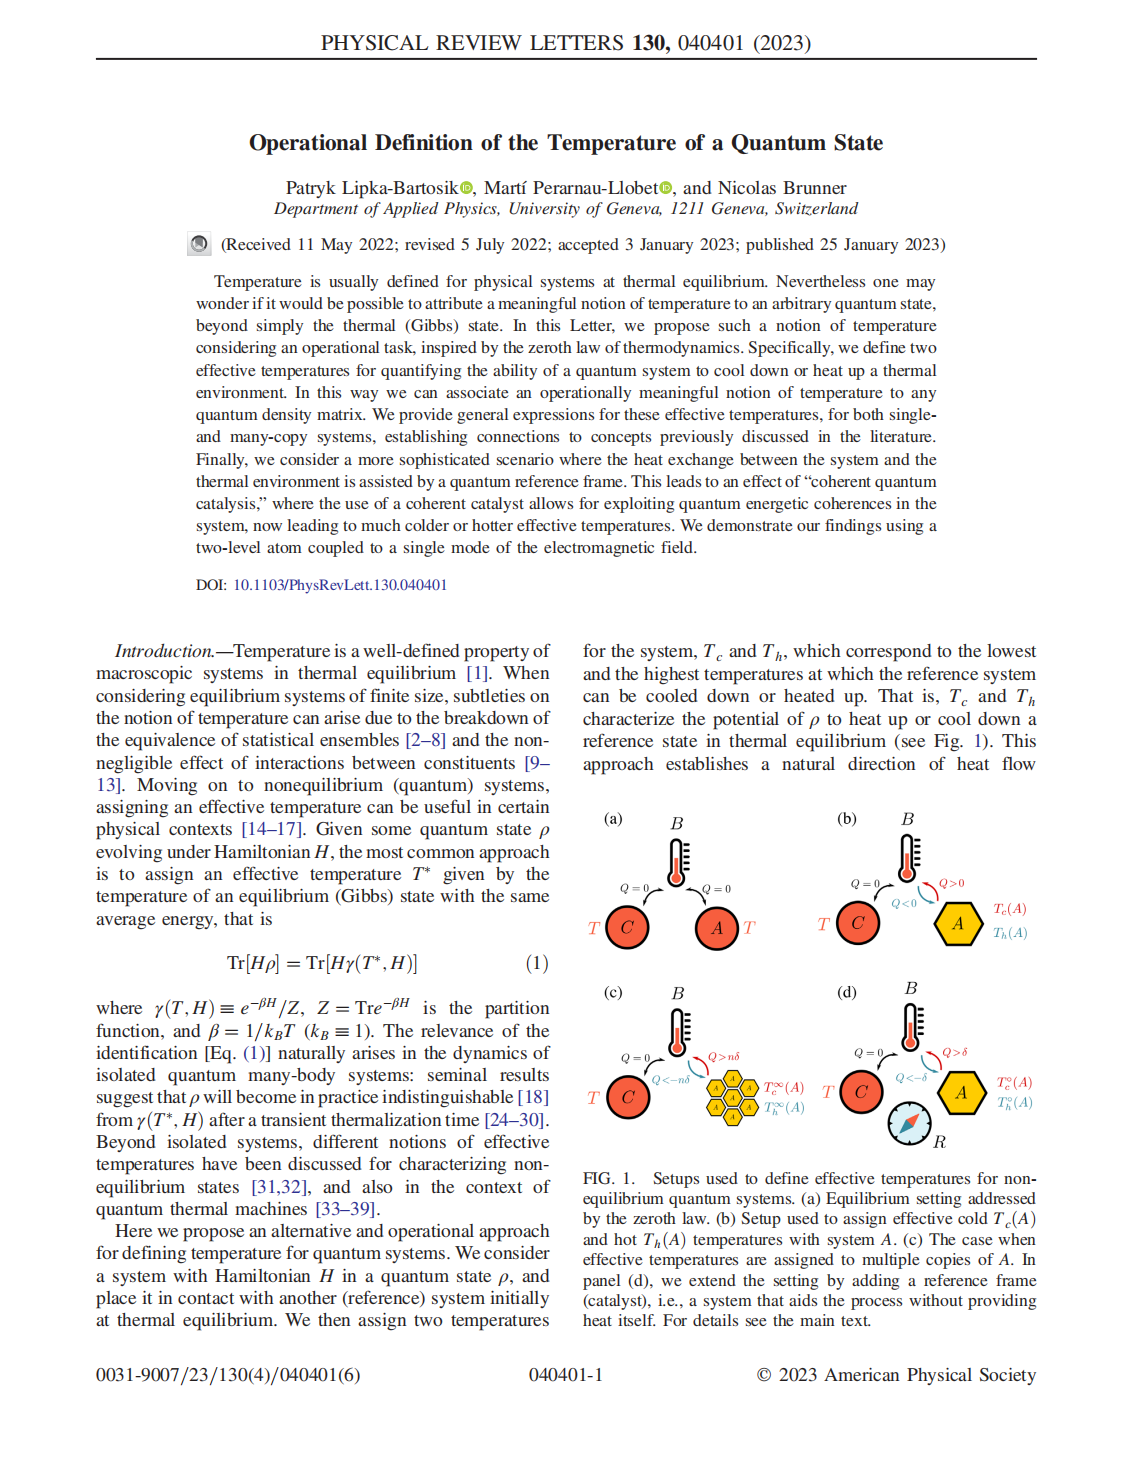 PHYSICAL REVIEW LETTERS 130, 040401 (2023)
Operational Definition of the Temperature of a Quantum State
Patryk Lipka-Bartosik, Martí Perarnau-Llobet, and Nicolas Brunner
Department of Applied Physics, University of Geneva, 1211 Geneva, Switzerland
(Received 11 May 2022; revised 5 July 2022; accepted 3 January 2023; published 25 January 2023)
Temperature is usually defined for physical systems at thermal equilibrium. Nevertheless one may
wonder if it would be possible to attribute a meaningful notion of temperature to an arbitrary quantum state,
beyond simply the thermal (Gibbs) state. In this Letter, we propose such a notion of temperature
considering an operational task, inspired by the zeroth law of thermodynamics. Specifically, we define two
effective temperatures for quantifying the ability of a quantum system to cool down or heat up a thermal
environment. In this way we can associate an operationally meaningful notion of temperature to any
quantum density matrix. We provide general expressions for these effective temperatures, for both single-
and many-copy systems, establishing connections to concepts previously discussed in the literature.
Finally, we consider a more sophisticated scenario where the heat exchange between the system and the
thermal environment is assisted by a quantum reference frame. This leads to an effect of “coherent quantum
catalysis,” where the use of a coherent catalyst allows for exploiting quantum energetic coherences in the
system, now leading to much colder or hotter effective temperatures. We demonstrate our findings using a
two-level atom coupled to a single mode of the electromagnetic field.
DOI: 10.1103/PhysRevLett.130.040401
Introduction.—Temperature is a well-defined property of
macroscopic systems in thermal equilibrium [1]. When
considering equilibrium systems of finite size, subtleties on
the notion of temperature can arise due to the breakdown of
the equivalence of statistical ensembles [2–8] and the non-
negligible effect of interactions between constituents [9–
13]. Moving on to nonequilibrium (quantum) systems,
assigning an effective temperature can be useful in certain
physical contexts [14–17]. Given some quantum state ρ
evolving under Hamiltonian H, the most common approach
is to assign an effective temperature T* given by the
temperature of an equilibrium (Gibbs) state with the same
average energy, that is
Tr[Hρ] = Tr[Hγ(T*, H)] (1)
where γ(T, H) ≡ e^{−βH}/Z, Z = Tre^{−βH} is the partition
function, and β = 1/k_BT (k_B ≡ 1). The relevance of the
identification [Eq. (1)] naturally arises in the dynamics of
isolated quantum many-body systems: seminal results
suggest that ρ will become in practice indistinguishable [18]
from γ(T*, H) after a transient thermalization time [24–30].
Beyond isolated systems, different notions of effective
temperatures have been discussed for characterizing non-
equilibrium states [31,32], and also in the context of
quantum thermal machines [33–39].
Here we propose an alternative and operational approach
for defining temperature for quantum systems. We consider
a system with Hamiltonian H in a quantum state ρ, and
place it in contact with another (reference) system initially
at thermal equilibrium. We then assign two temperatures
for the system, T_c and T_h, which correspond to the lowest
and the highest temperatures at which the reference system
can be cooled down or heated up. That is, T_c and T_h
characterize the potential of ρ to heat up or cool down a
reference state in thermal equilibrium (see Fig. 1). This
approach establishes a natural direction of heat flow
(a) B
Q = 0 Q = 0
T C A T
(b) B
Q = 0 Q>0
Q<0
T C A T_c(A)
T_h(A)
(c) B
Q = 0 Q>nδ
Q<−nδ
T C A A A A A A A T_c^∞(A)
T_h^∞(A)
(d) B
Q = 0 Q>δ
Q<−δ
T C A T_c°(A)
T_h°(A)
R
FIG. 1. Setups used to define effective temperatures for non-
equilibrium quantum systems. (a) Equilibrium setting addressed
by the zeroth law. (b) Setup used to assign effective cold T_c(A)
and hot T_h(A) temperatures with system A. (c) The case when
effective temperatures are assigned to multiple copies of A. In
panel (d), we extend the setting by adding a reference frame
(catalyst), i.e., a system that aids the process without providing
heat itself. For details see the main text.
0031-9007/23/130(4)/040401(6) 040401-1 © 2023 American Physical Society